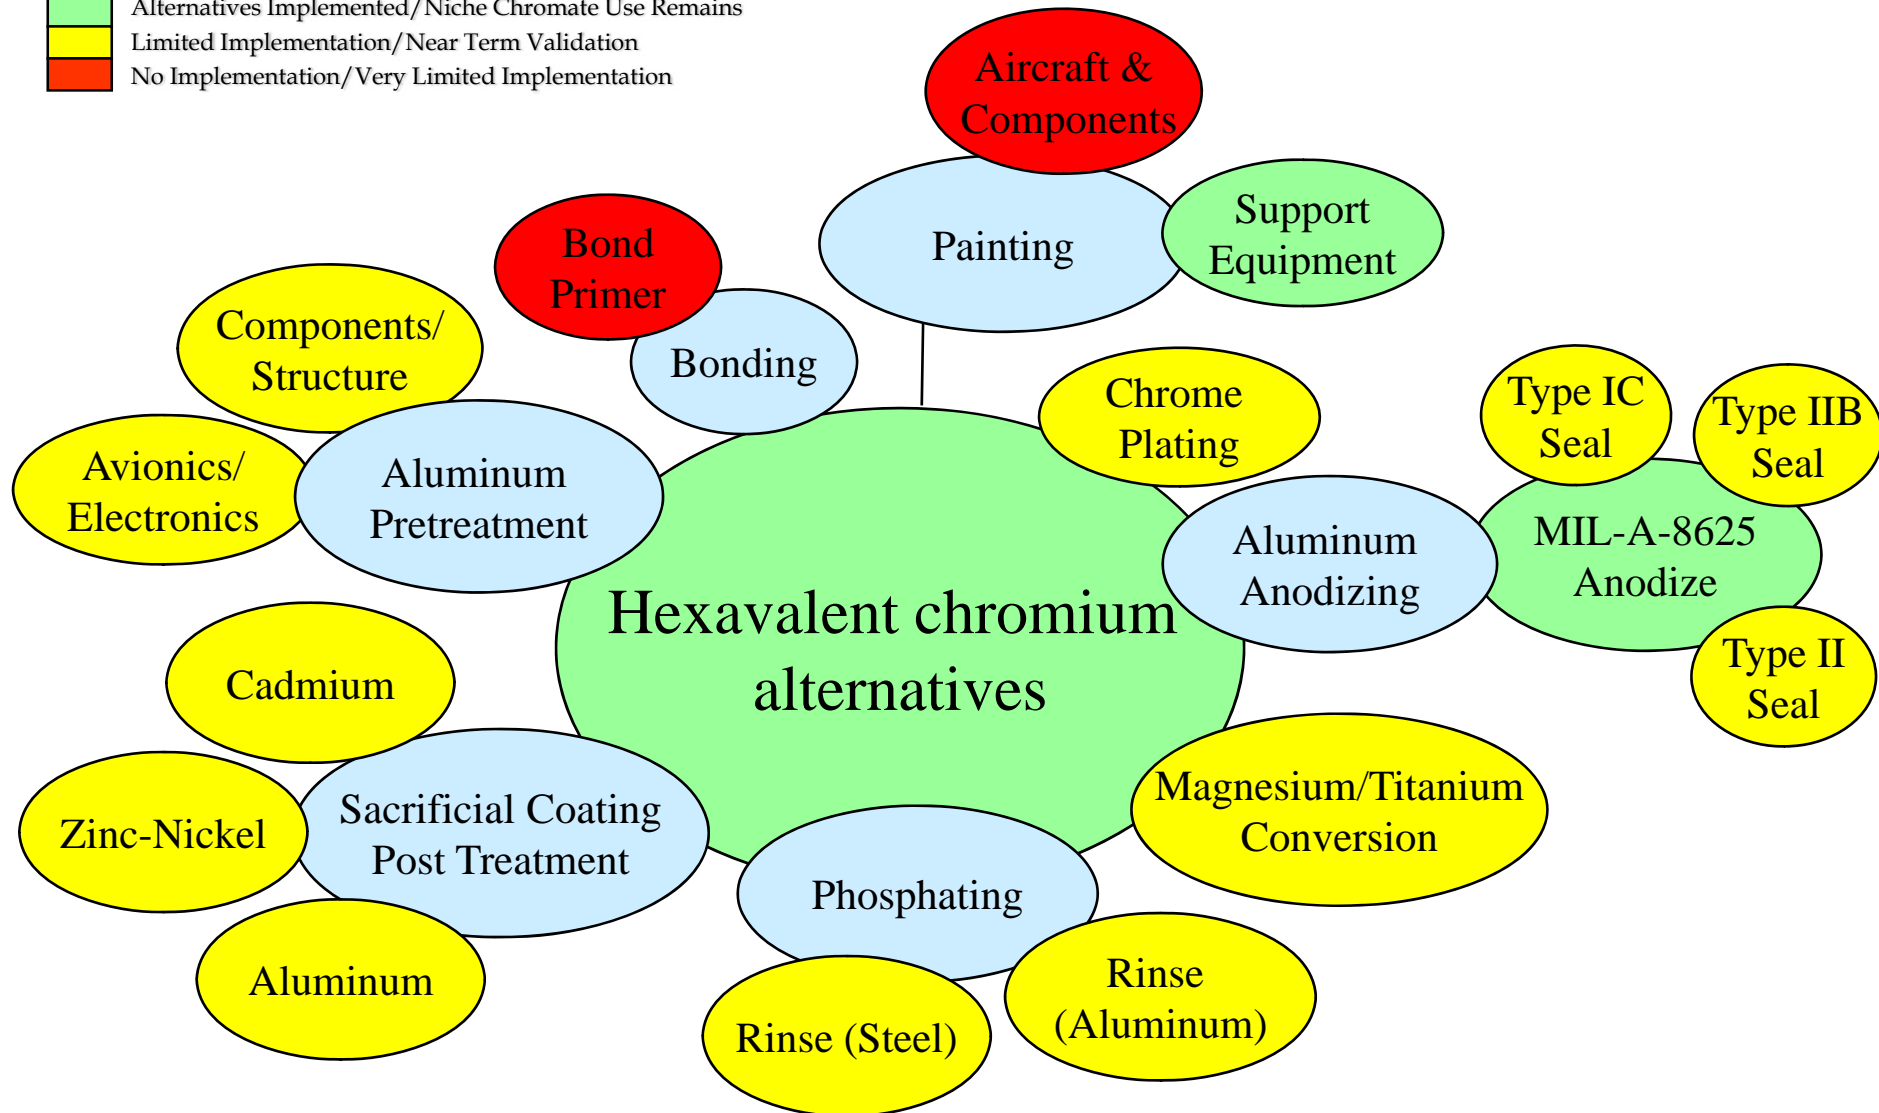 Alternatives Implemented/Niche Chromate Use Remains
Limited Implementation/Near Term Validation
No Implementation/Very Limited Implementation
Aircraft &
Components
Support
Equipment
Painting
Bond
Primer
Bonding
Components/
Structure
Avionics/
Electronics
Aluminum
Pretreatment
Chrome
Plating
Type IC
Seal
Type IIB
Seal
MIL-A-8625
Anodize
Aluminum
Anodizing
Type II
Seal
Hexavalent chromium
alternatives
Cadmium
Zinc-Nickel
Sacrificial Coating
Post Treatment
Aluminum
Magnesium/Titanium
Conversion
Phosphating
Rinse (Steel)
Rinse
(Aluminum)